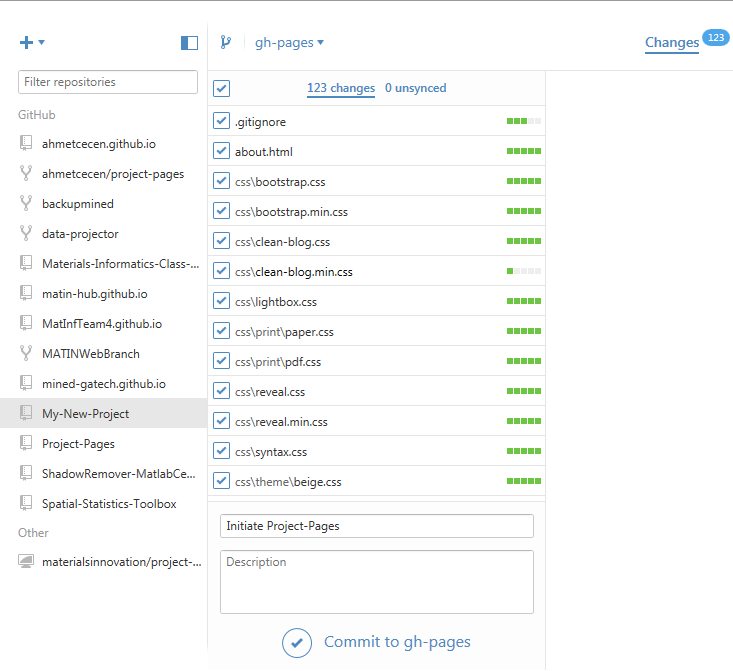 gh-pages
Changes
123
Filter repositories
GitHub
ahmetcecen.github.io
ahmetcecen/project-pages
backupmined
data-projector
Materials-Informatics-Class-...
matin-hub.github.io
MatInfTeam4.github.io
MATINWebBranch
mined-gatech.github.io
My-New-Project
Project-Pages
ShadowRemover-MatlabCe...
Spatial-Statistics-Toolbox
Other
materialsinnovation/project-...
123 changes 0 unsynced
.gitignore
about.html
css\bootstrap.css
css\bootstrap.min.css
css\clean-blog.css
css\clean-blog.min.css
css\lightbox.css
css\print\paper.css
css\print\pdf.css
css\reveal.css
css\reveal.min.css
css\syntax.css
css\theme\beige.css
Initiate Project-Pages
Description
Commit to gh-pages